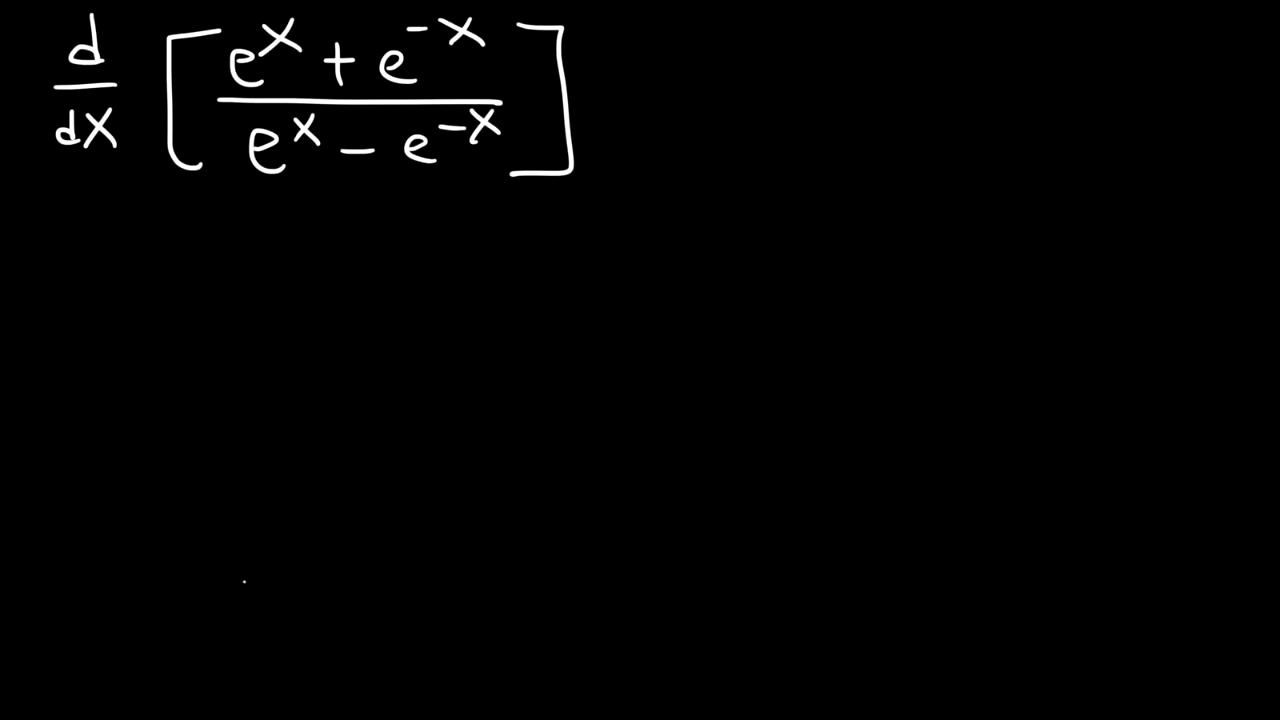 d/dx [ (e^x + e^-x) / (e^x - e^-x) ]